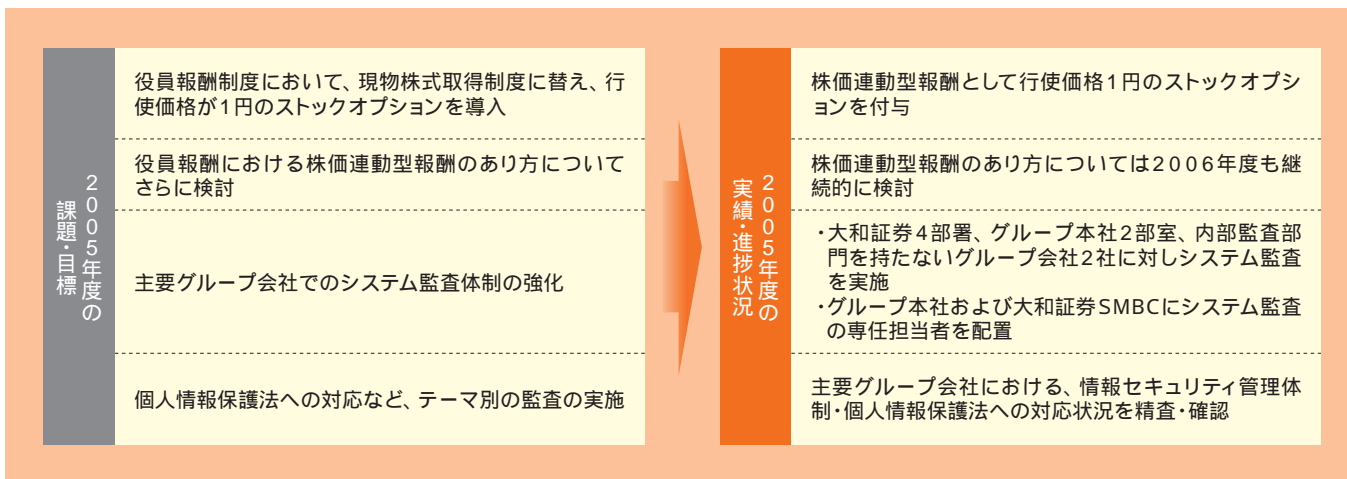 2005年度の
課題・目標
役員報酬制度において、現物株式取得制度に替え、行
使価格が1円のストックオプションを導入
役員報酬における株価連動型報酬のあり方について
さらに検討
主要グループ会社でのシステム監査体制の強化
個人情報保護法への対応など、テーマ別の監査の実施
2005年度の
実績・進捗状況
株価連動型報酬として行使価格1円のストックオプシ
ョンを付与
株価連動型報酬のあり方については2006年度も継
続的に検討
・大和証券4部署、グループ本社2部室、内部監査部
門を持たないグループ会社2社に対しシステム監査
を実施
・グループ本社および大和証券SMBCにシステム監査
の専任担当者を配置
主要グループ会社における、情報セキュリティ管理体
制・個人情報保護法への対応状況を精査・確認